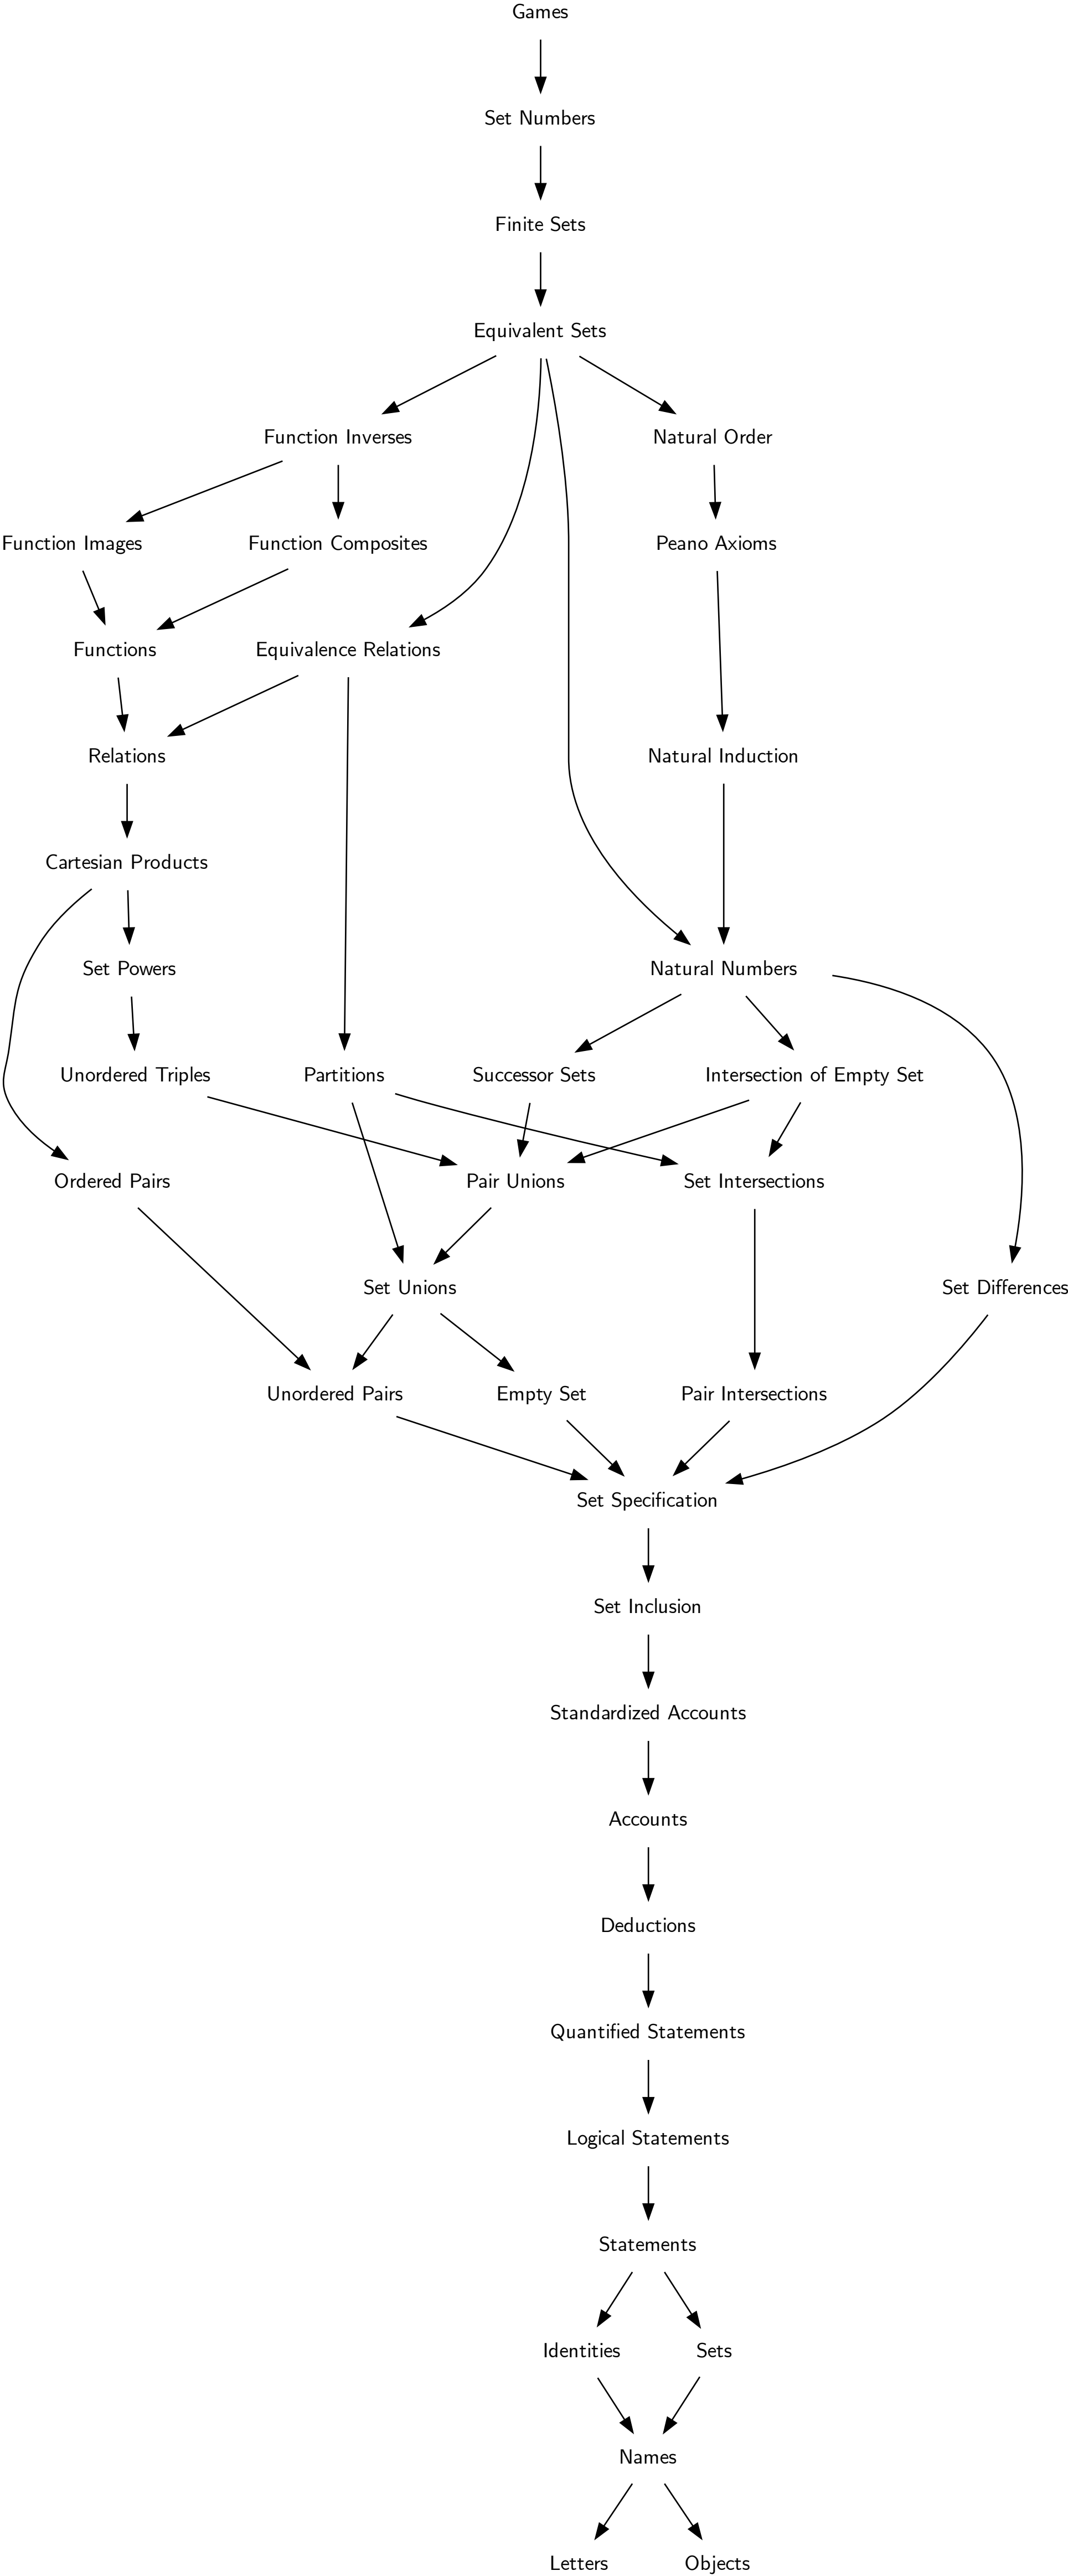 Games
Set Numbers
Finite Sets
Equivalent Sets
Function Inverses
Natural Order
Function Images
Function Composites
Peano Axioms
Functions
Equivalence Relations
Relations
Natural Induction
Cartesian Products
Set Powers
Natural Numbers
Unordered Triples
Partitions
Successor Sets
Intersection of Empty Set
Ordered Pairs
Pair Unions
Set Intersections
Set Unions
Set Differences
Unordered Pairs
Empty Set
Pair Intersections
Set Specification
Set Inclusion
Standardized Accounts
Accounts
Deductions
Quantified Statements
Logical Statements
Statements
Identities
Sets
Names
Letters
Objects